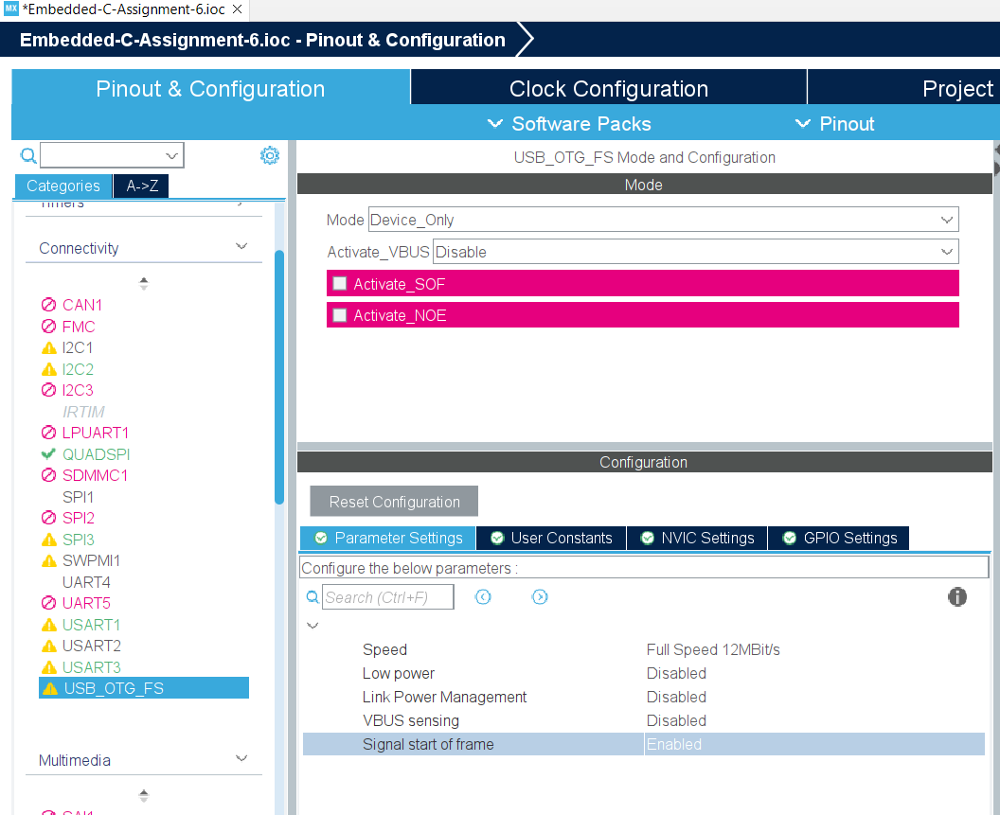 MX *Embedded-C-Assignment-6.ioc
Embedded-C-Assignment-6.ioc - Pinout & Configuration
Pinout & Configuration
Clock Configuration
Project
Software Packs
Pinout
Categories
A->Z
Timers
Connectivity
CAN1
FMC
I2C1
I2C2
I2C3
IRTIM
LPUART1
QUADSPI
SDMMC1
SPI1
SPI2
SPI3
SWPMI1
UART4
UART5
USART1
USART2
USART3
USB_OTG_FS
Multimedia
SAI1
USB_OTG_FS Mode and Configuration
Mode
Mode Device_Only
Activate_VBUS Disable
Activate_SOF
Activate_NOE
Configuration
Reset Configuration
Parameter Settings
User Constants
NVIC Settings
GPIO Settings
Configure the below parameters :
Search (Ctrl+F)
Speed Full Speed 12MBit/s
Low power Disabled
Link Power Management Disabled
VBUS sensing Disabled
Signal start of frame Enabled